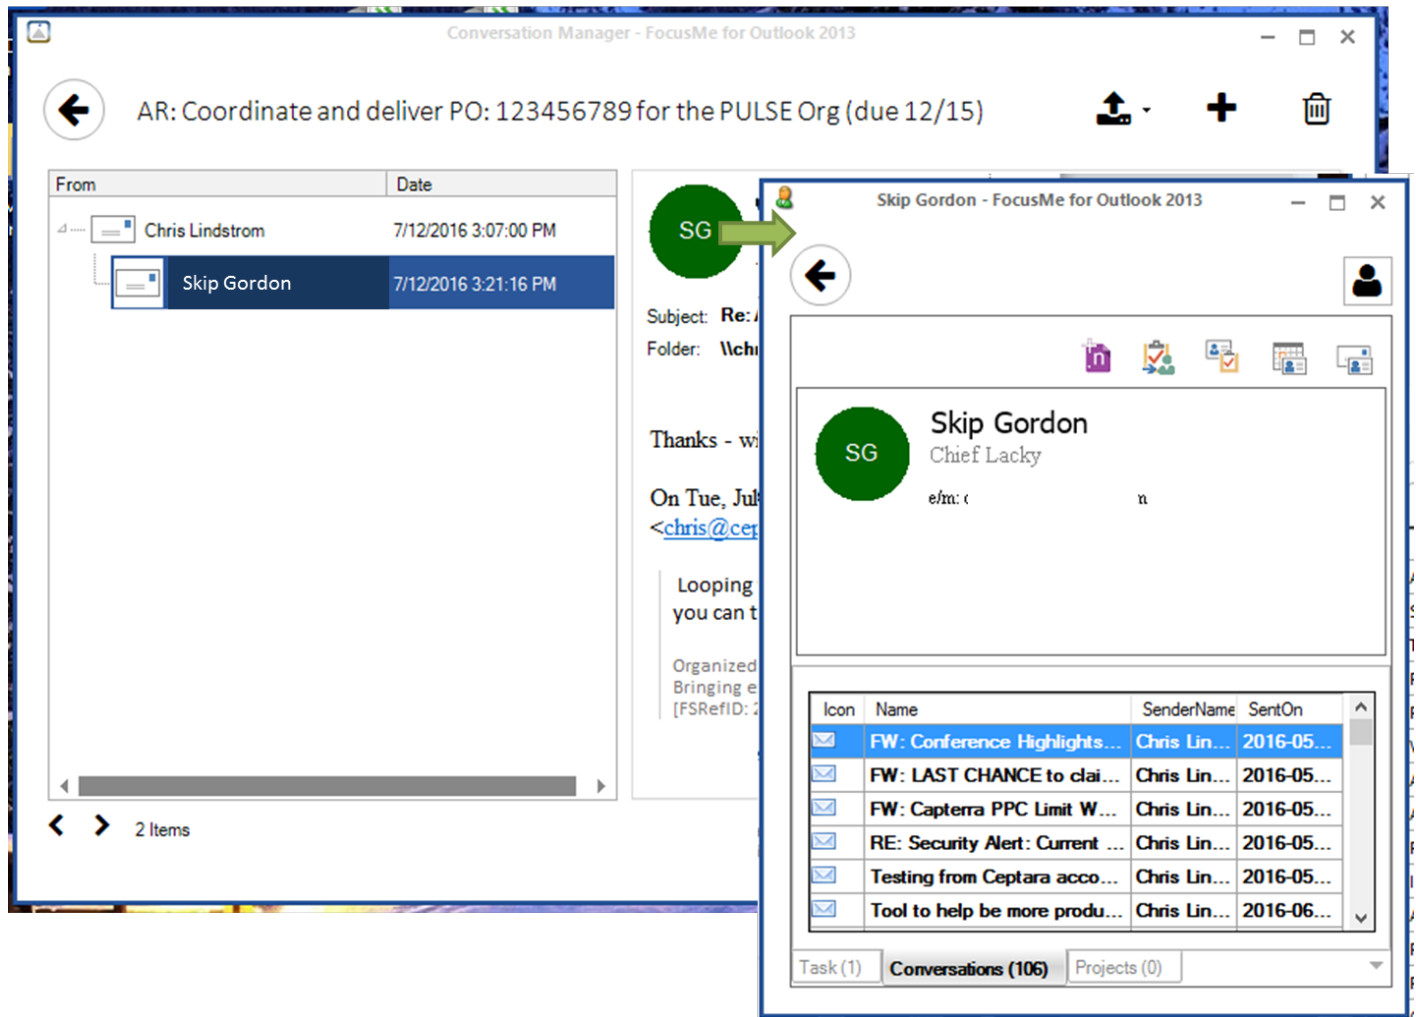 Conversation Manager - FocusMe for Outlook 2013
AR: Coordinate and deliver PO: 123456789 for the PULSE Org (due 12/15)
From Date
Chris Lindstrom 7/12/2016 3:07:00 PM
Skip Gordon 7/12/2016 3:21:16 PM
2 Items
SG
Subject: Re:
Folder: \\ch
Thanks -
On Tue, Jul
<chris@cep
Looping
you can t
Organized
Bringing e
[FSRefID: 2
Skip Gordon - FocusMe for Outlook 2013
SG
Skip Gordon
Chief Lacky
e/m:
Icon Name SenderName SentOn
FW: Conference Highlights... Chris Lin... 2016-05...
FW: LAST CHANCE to clai... Chris Lin... 2016-05...
FW: Capterra PPC Limit W... Chris Lin... 2016-05...
RE: Security Alert: Current ... Chris Lin... 2016-05...
Testing from Ceptara acco... Chris Lin... 2016-05...
Tool to help be more produ... Chris Lin... 2016-06...
Task (1) Conversations (106) Projects (0)